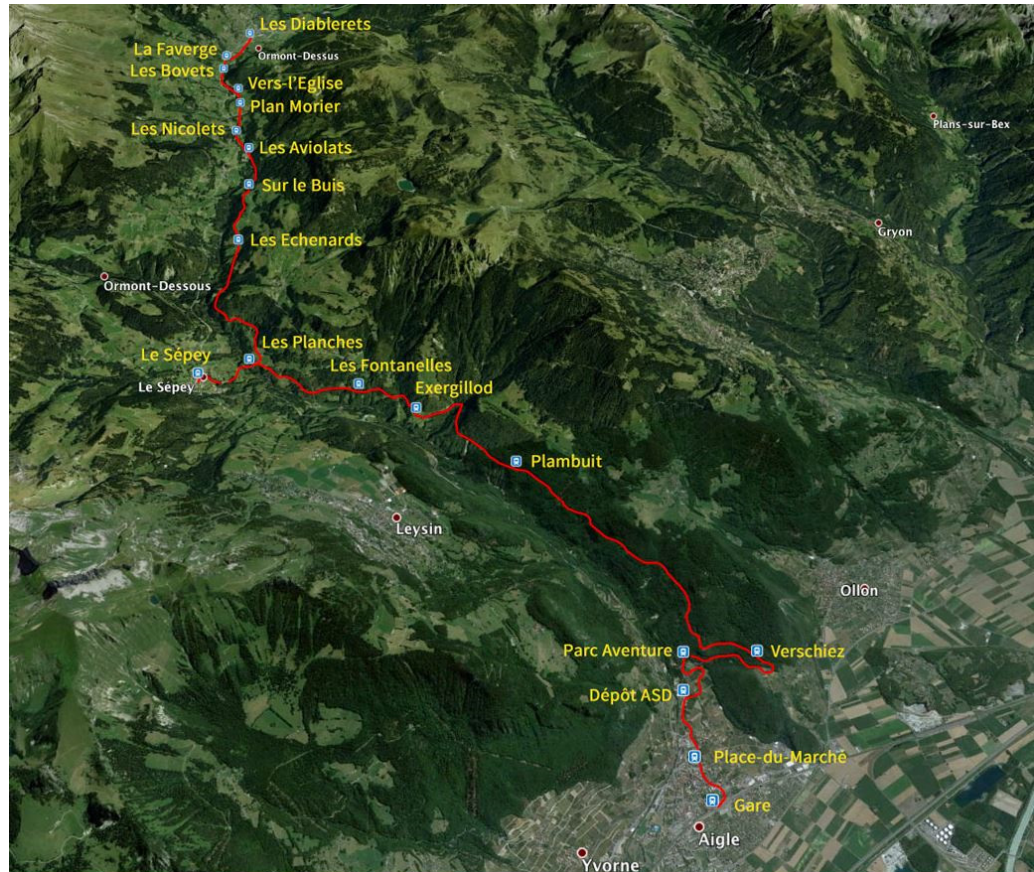 Les Diablerets
La Faverge
Ormont-Dessus
Les Bovets
Vers-l'Eglise
Plan Morier
Plans-sur-Bex
Les Nicolets
Les Aviolats
Sur le Buis
Gryon
Les Echenards
Ormont-Dessous
Les Planches
Le Sépey
Les Fontanelles
Le Sépey
Exergillod
Plambuit
Leysin
Ollon
Parc Aventure
Verschiez
Dépôt ASD
Place-du-Marché
Gare
Aigle
Yvorne